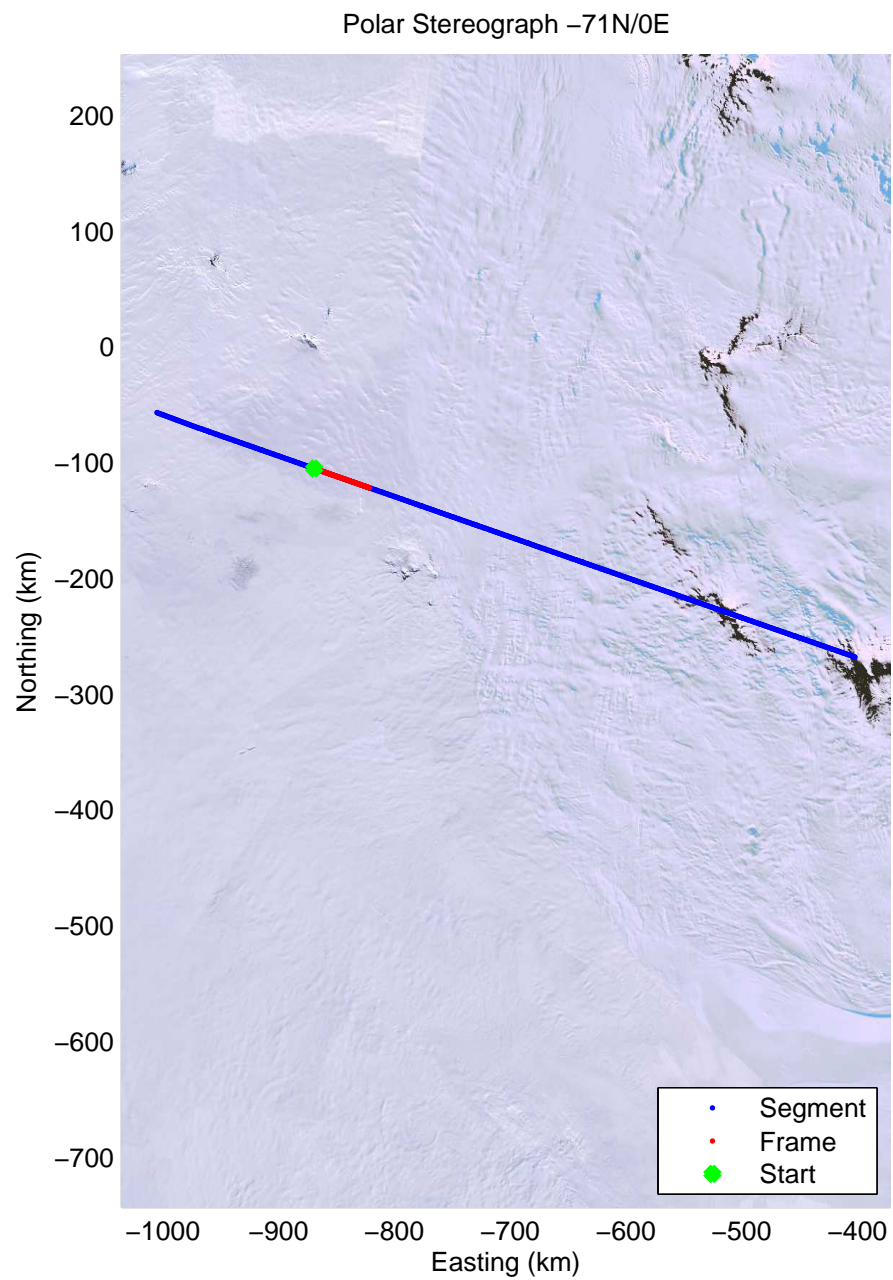 Polar Stereograph −71N/0E
200
100
0
−100
−200
−300
−400
−500
−600
−700
Northing (km)
−1000 −900 −800 −700 −600 −500 −400
Easting (km)
Segment
Frame
Start